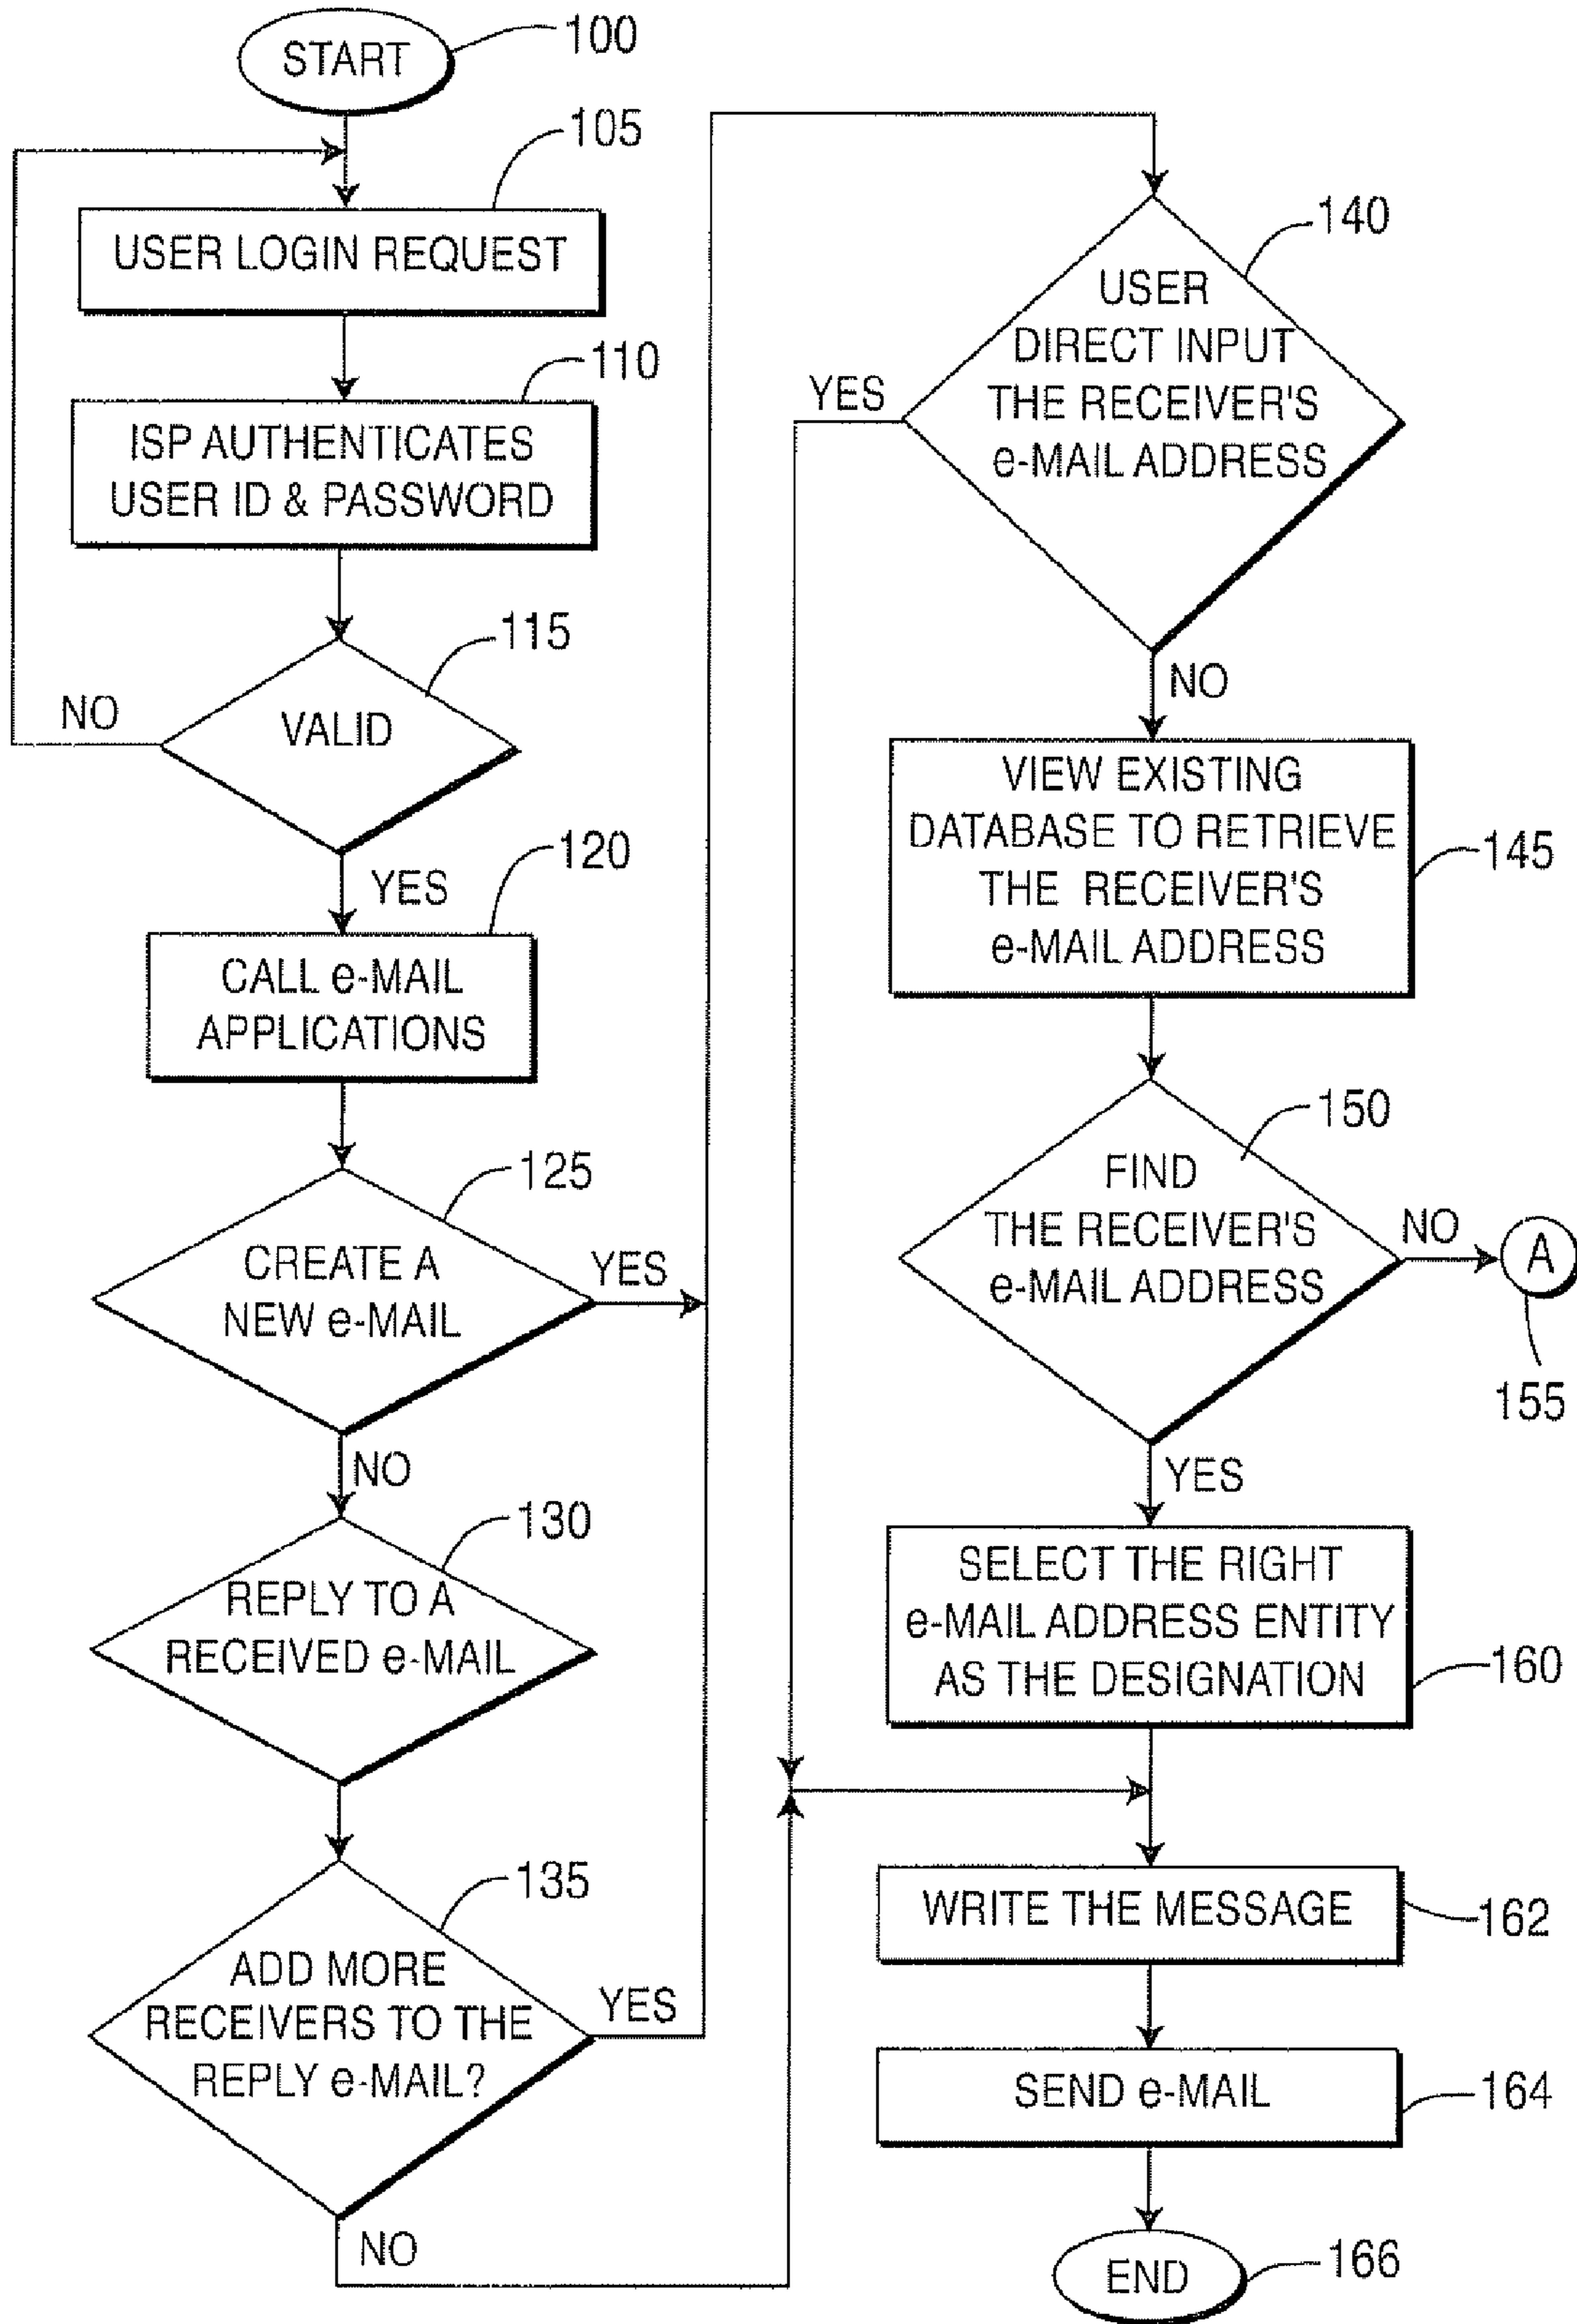 START
100
105
USER LOGIN REQUEST
110
ISP AUTHENTICATES
USER ID & PASSWORD
115
VALID
NO
YES
120
CALL e-MAIL
APPLICATIONS
125
CREATE A
NEW e-MAIL
YES
NO
130
REPLY TO A
RECEIVED e-MAIL
135
ADD MORE
RECEIVERS TO THE
REPLY e-MAIL?
YES
NO
140
USER
DIRECT INPUT
THE RECEIVER'S
e-MAIL ADDRESS
YES
NO
VIEW EXISTING
DATABASE TO RETRIEVE
THE RECEIVER'S
e-MAIL ADDRESS
145
150
FIND
THE RECEIVER'S
e-MAIL ADDRESS
NO
A
155
YES
SELECT THE RIGHT
e-MAIL ADDRESS ENTITY
AS THE DESIGNATION
160
WRITE THE MESSAGE
162
SEND e-MAIL
164
END
166